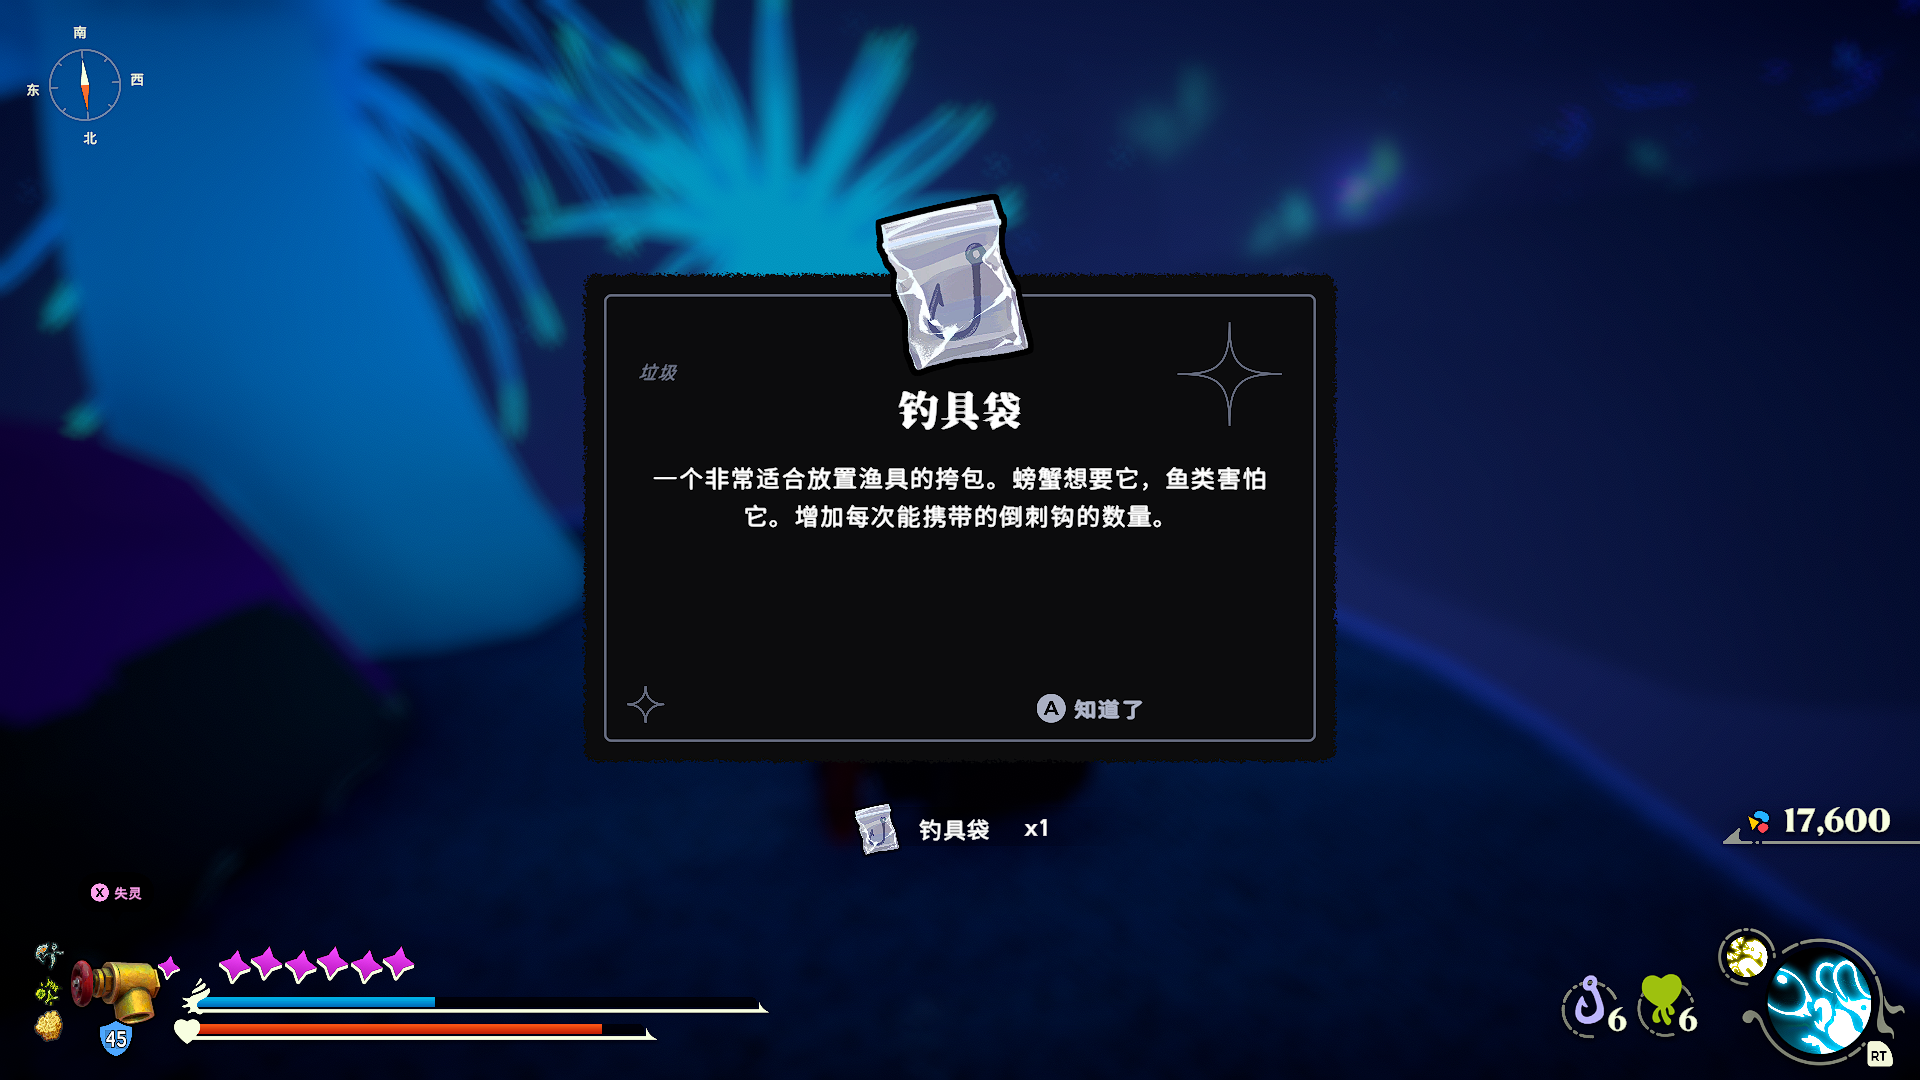 南
东
西
北
垃圾
钓具袋
一个非常适合放置渔具的挎包。螃蟹想要它，鱼类害怕
它。增加每次能携带的倒刺钩的数量。
A 知道了
钓具袋 x1
17,600
X 失灵
45
6
6
RT